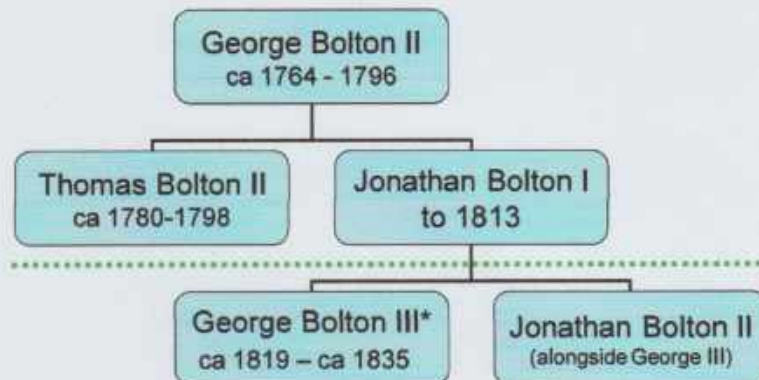 George Bolton II
ca 1764 - 1796
Thomas Bolton II
ca 1780-1798
Jonathan Bolton I
to 1813
George Bolton III*
ca 1819 – ca 1835
Jonathan Bolton II
(alongside George III)